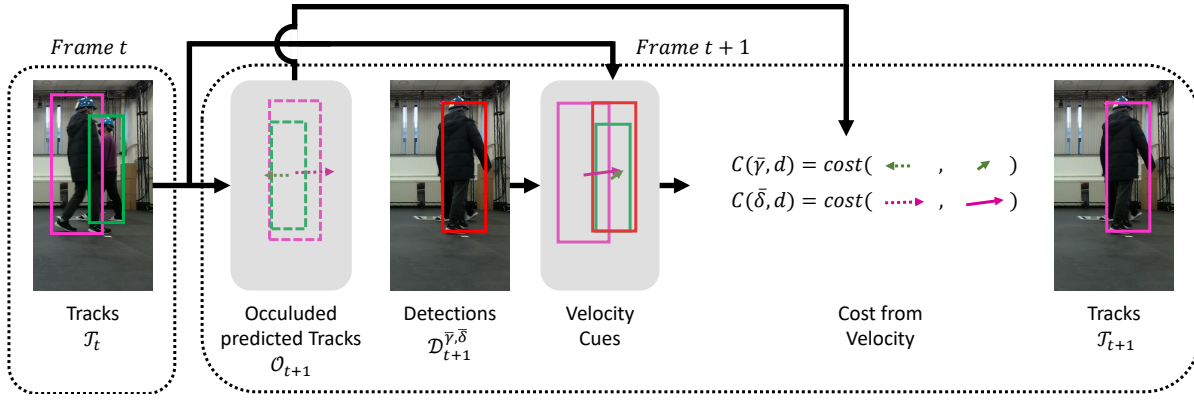 Frame t
Frame t + 1
C(γ̄, d) = cost( , )
C(δ̄, d) = cost( , )
Tracks
𝒯ₜ
Occuluded
predicted Tracks
𝒪ₜ₊₁
Detections
𝒟ₜ₊₁^γ̄,δ̄
Velocity
Cues
Cost from
Velocity
Tracks
𝒯ₜ₊₁